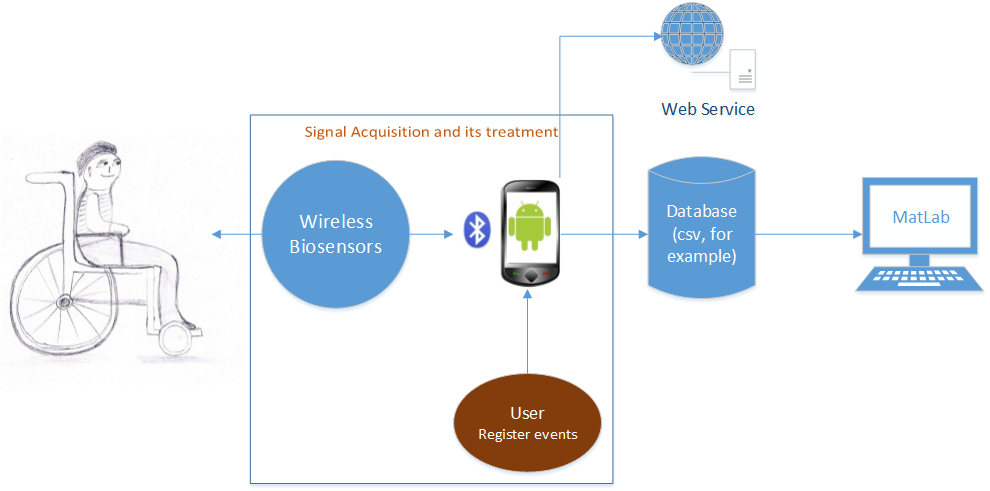 Web Service
Signal Acquisition and its treatment
Wireless
Biosensors
Database
(csv, for
example)
MatLab
User
Register events